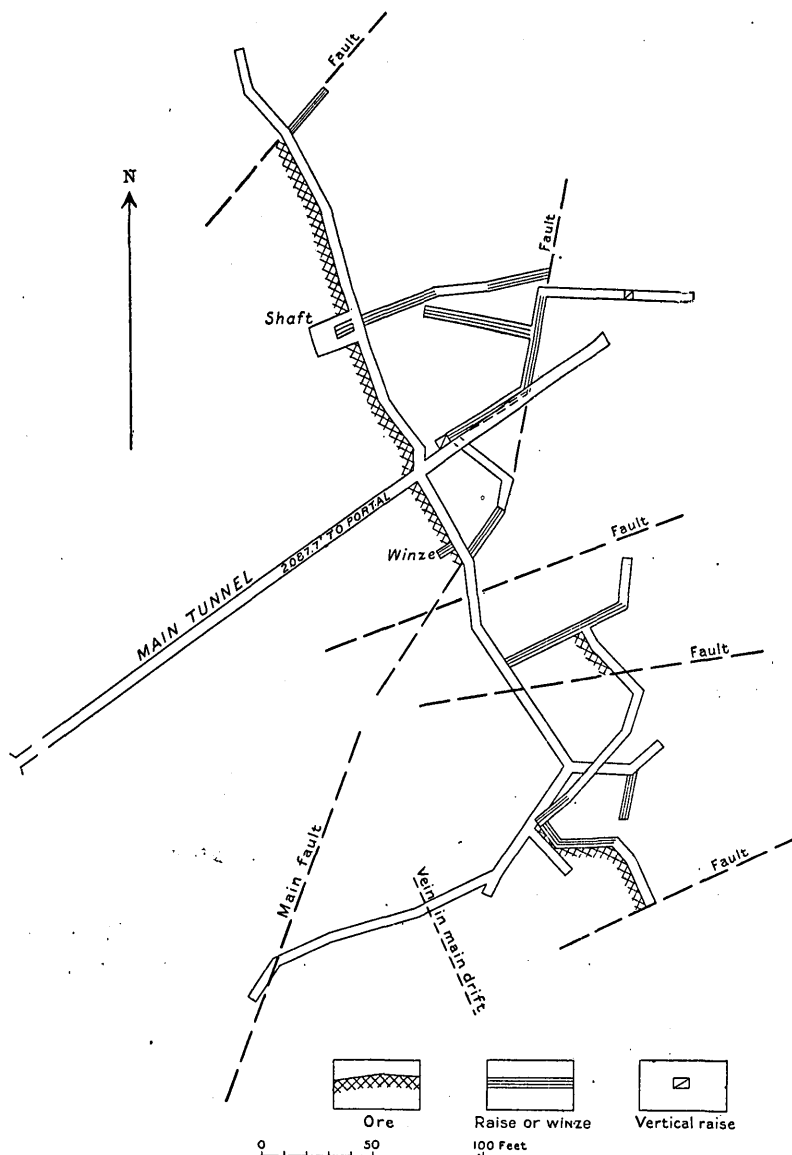 Fault
N
Fault
Shaft
MAIN TUNNEL 2087.7' TO PORTAL
Winze
Fault
Fault
Main fault
Vein in main drift
Fault
Ore
Raise or winze
Vertical raise
0 50 100 Feet